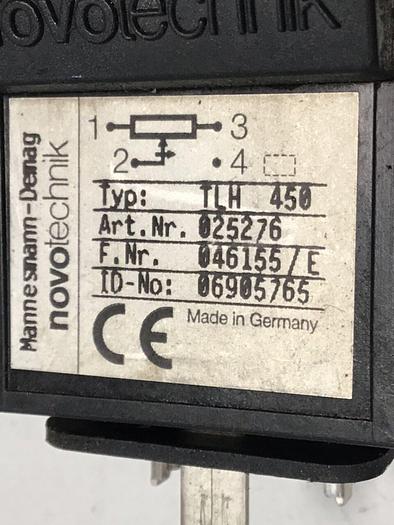 novotechnik
Mannesmann-Demag
novotechnik
1 3
2 4
Typ: TLH 450
Art.Nr. 025276
F.Nr. 046155/E
ID-No: 06905765
CE Made in Germany